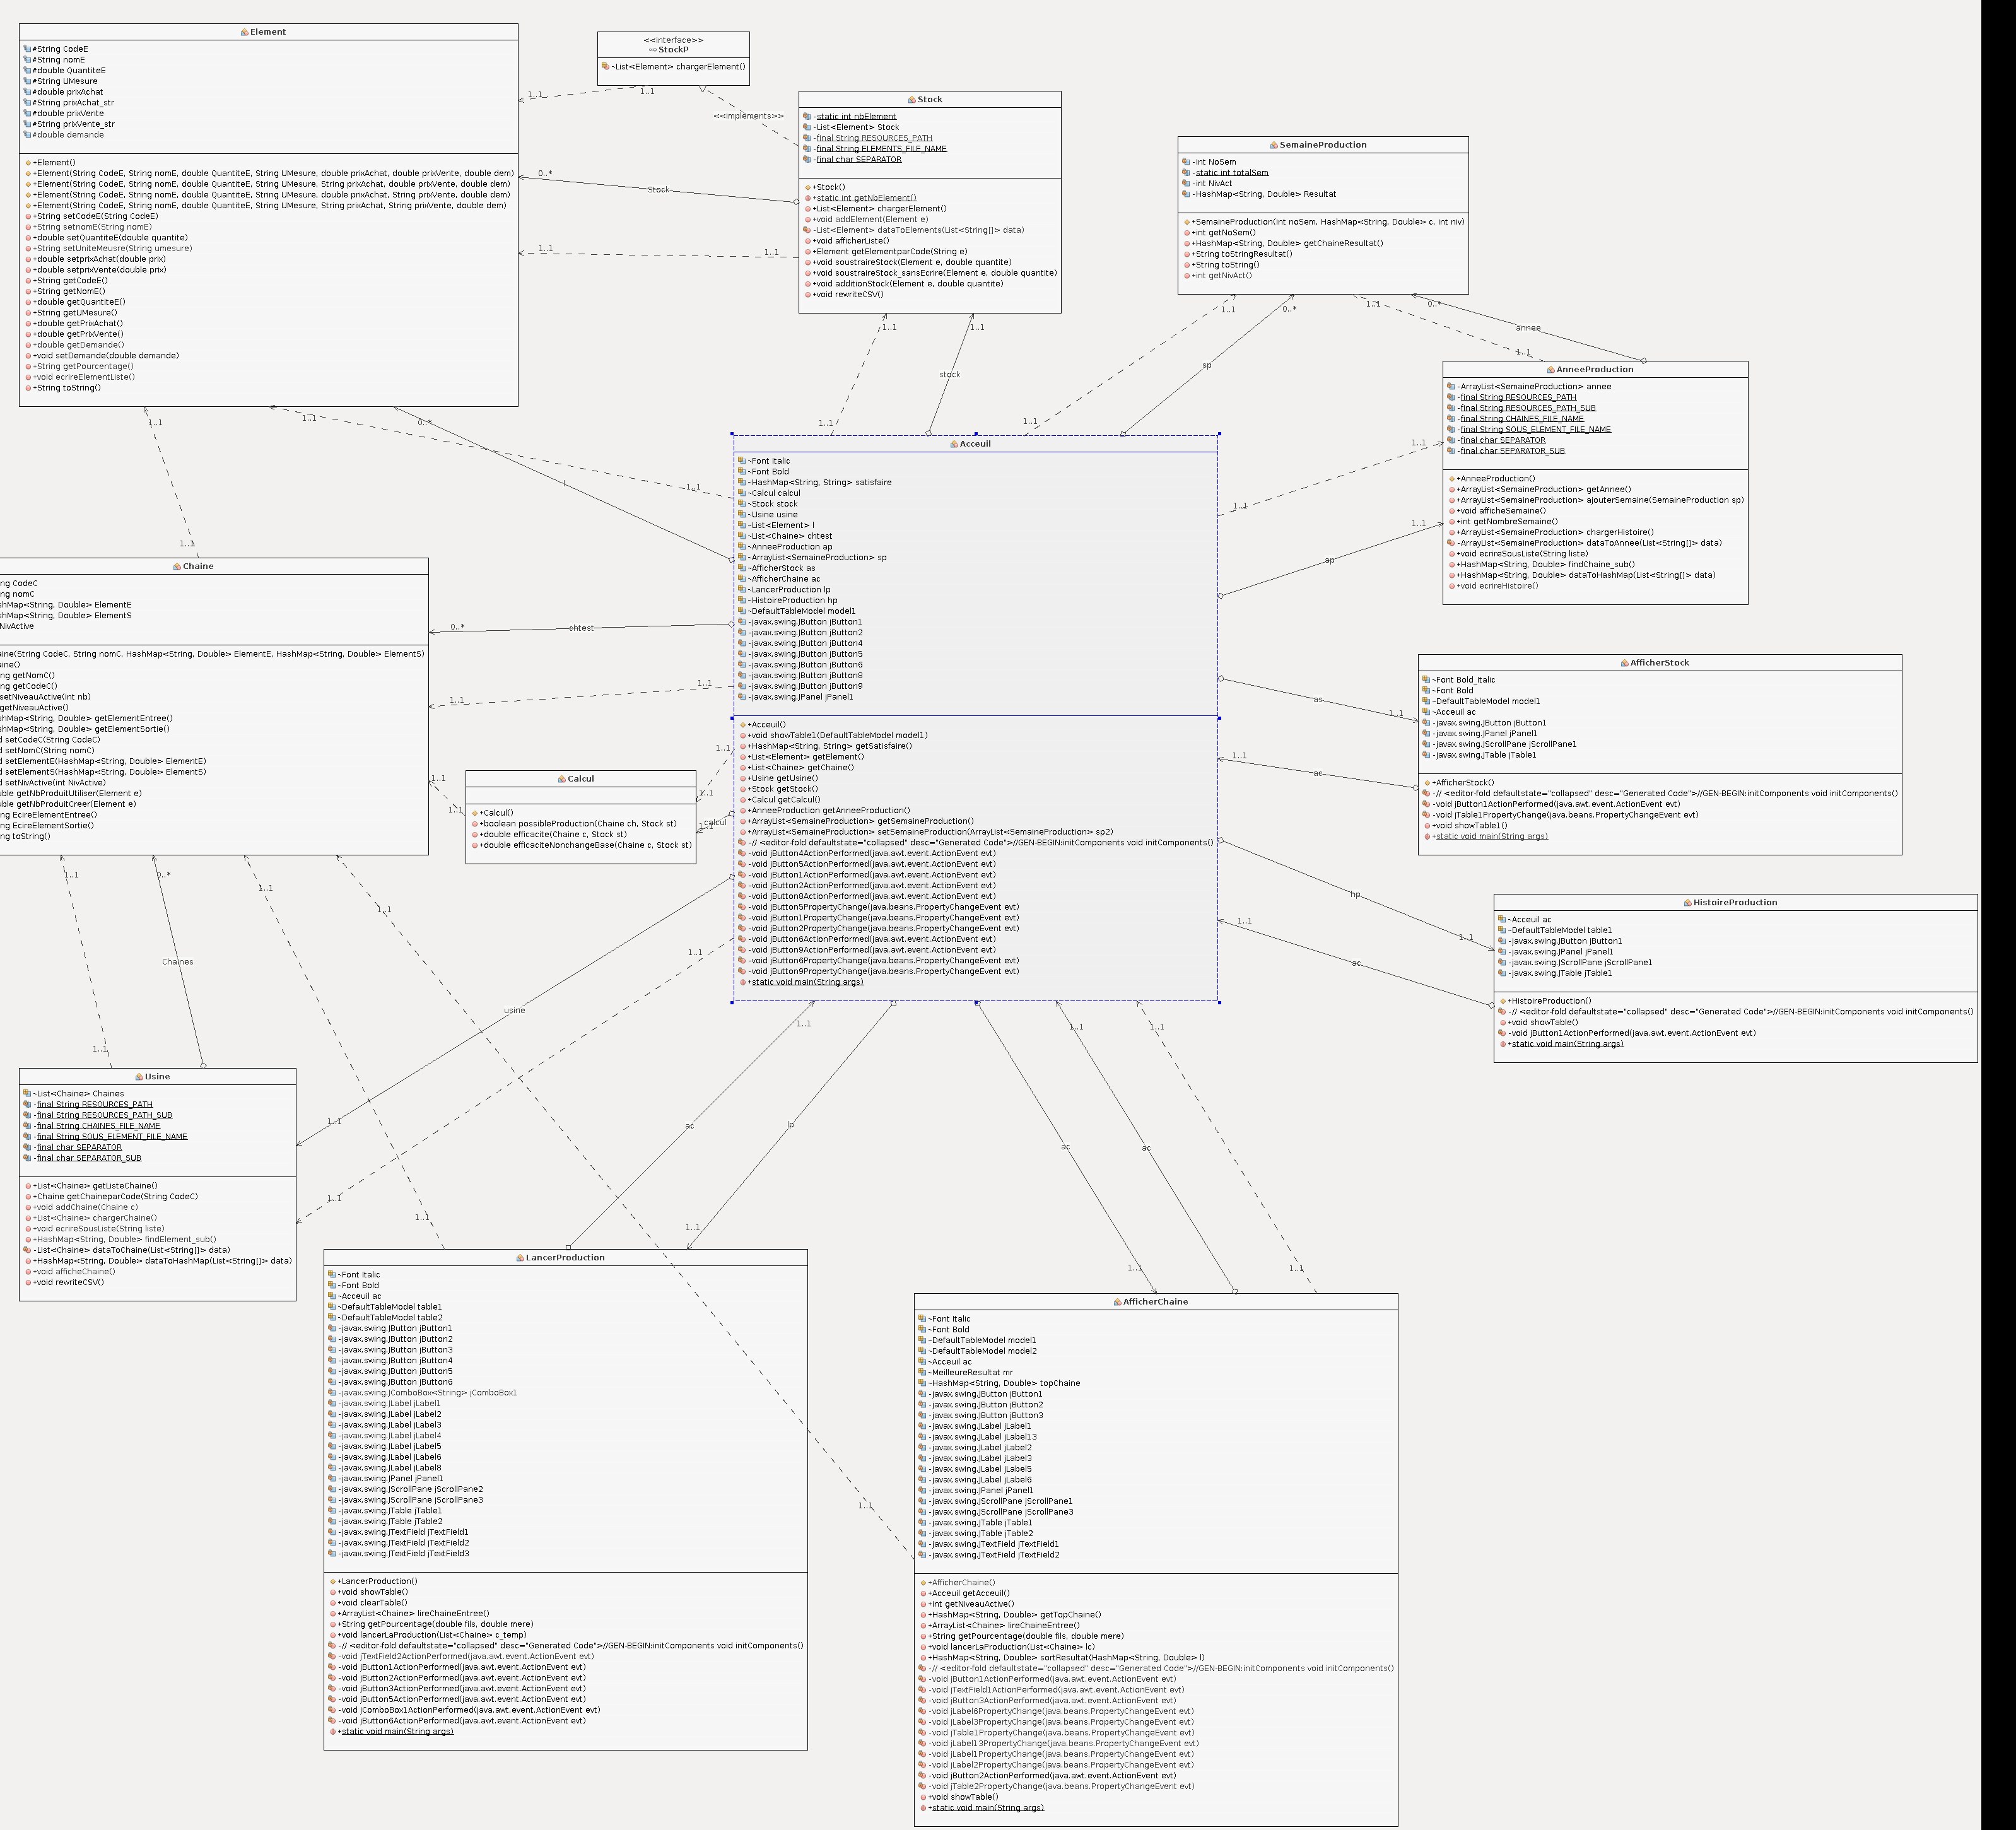 Element
#String CodeE
#String nomE
#double QuantiteE
#String UMesure
#double prixAchat
#String prixAchat_str
#double prixVente
#String prixVente_str
#double demande
+Element()
+Element(String CodeE, String nomE, double QuantiteE, String UMesure, double prixAchat, double prixVente, double dem)
+Element(String CodeE, String nomE, double QuantiteE, String UMesure, String prixAchat, double prixVente, double dem)
+Element(String CodeE, String nomE, double QuantiteE, String UMesure, double prixAchat, String prixVente, double dem)
+Element(String CodeE, String nomE, double QuantiteE, String UMesure, String prixAchat, String prixVente, double dem)
+String setCodeE(String CodeE)
+String setnomE(String nomE)
+double setQuantiteE(double quantite)
+String setUniteMeusre(String umesure)
+double setprixAchat(double prix)
+double setprixVente(double prix)
+String getCodeE()
+String getNomE()
+double getQuantiteE()
+String getUMesure()
+double getPrixAchat()
+double getPrixVente()
+double getDemande()
+void setDemande(double demande)
+String getPourcentage()
+void ecrireElementListe()
+String toString()
<<interface>>
StockP
~List<Element> chargerElement()
1..1
1..1
<<implements>>
Stock
-static int nbElement
-List<Element> Stock
-final String RESOURCES_PATH
-final String ELEMENTS_FILE_NAME
-final char SEPARATOR
+Stock()
+static int getNbElement()
+List<Element> chargerElement()
+void addElement(Element e)
-List<Element> dataToElements(List<String[]> data)
+void afficherListe()
+Element getElementparCode(String e)
+void soustraireStock(Element e, double quantite)
+void soustraireStock_sansEcrire(Element e, double quantite)
+void additionStock(Element e, double quantite)
+void rewriteCSV()
0..*
Stock
1..1
1..1
SemaineProduction
-int NoSem
-static int totalSem
-int NivAct
-HashMap<String, Double> Resultat
+SemaineProduction(int noSem, HashMap<String, Double> c, int niv)
+int getNoSem()
+HashMap<String, Double> getChaineResultat()
+String toStringResultat()
+String toString()
+int getNivAct()
1..1
1..1
stock
1..1
1..1
0..*
sp
1..1
1..1
0..*
annee
1..1
AnneeProduction
-ArrayList<SemaineProduction> annee
-final String RESOURCES_PATH
-final String RESOURCES_PATH_SUB
-final String CHAINES_FILE_NAME
-final String SOUS_ELEMENT_FILE_NAME
-final char SEPARATOR
-final char SEPARATOR_SUB
+AnneeProduction()
+ArrayList<SemaineProduction> getAnnee()
+ArrayList<SemaineProduction> ajouterSemaine(SemaineProduction sp)
+void afficheSemaine()
+int getNombreSemaine()
+ArrayList<SemaineProduction> chargerHistoire()
-ArrayList<SemaineProduction> dataToAnnee(List<String[]> data)
+void ecrireSousListe(String liste)
+HashMap<String, Double> findChaine_sub()
+HashMap<String, Double> dataToHashMap(List<String[]> data)
+void ecrireHistoire()
1..1
1..1
1..1
ap
1..1
1..1
0..*
l
1..1
1..1
Acceuil
~Font Italic
~Font Bold
~HashMap<String, String> satisfaire
~Calcul calcul
~Stock stock
~Usine usine
~List<Element> l
~List<Chaine> chtest
~AnneeProduction ap
~ArrayList<SemaineProduction> sp
~AfficherStock as
~AfficherChaine ac
~LancerProduction lp
~HistoireProduction hp
~DefaultTableModel model1
-javax.swing.JButton jButton1
-javax.swing.JButton jButton2
-javax.swing.JButton jButton4
-javax.swing.JButton jButton5
-javax.swing.JButton jButton6
-javax.swing.JButton jButton8
-javax.swing.JButton jButton9
-javax.swing.JPanel jPanel1
+Acceuil()
+void showTable1(DefaultTableModel model1)
+HashMap<String, String> getSatisfaire()
+List<Element> getElement()
+List<Chaine> getChaine()
+Usine getUsine()
+Stock getStock()
+Calcul getCalcul()
+AnneeProduction getAnneeProduction()
+ArrayList<SemaineProduction> getSemaineProduction()
+ArrayList<SemaineProduction> setSemaineProduction(ArrayList<SemaineProduction> sp2)
-// <editor-fold defaultstate="collapsed" desc="Generated Code">//GEN-BEGIN:initComponents void initComponents()
-void jButton4ActionPerformed(java.awt.event.ActionEvent evt)
-void jButton5ActionPerformed(java.awt.event.ActionEvent evt)
-void jButton1ActionPerformed(java.awt.event.ActionEvent evt)
-void jButton2ActionPerformed(java.awt.event.ActionEvent evt)
-void jButton8ActionPerformed(java.awt.event.ActionEvent evt)
-void jButton5PropertyChange(java.beans.PropertyChangeEvent evt)
-void jButton1PropertyChange(java.beans.PropertyChangeEvent evt)
-void jButton2PropertyChange(java.beans.PropertyChangeEvent evt)
-void jButton6ActionPerformed(java.awt.event.ActionEvent evt)
-void jButton9ActionPerformed(java.awt.event.ActionEvent evt)
-void jButton6PropertyChange(java.beans.PropertyChangeEvent evt)
-void jButton9PropertyChange(java.beans.PropertyChangeEvent evt)
+static void main(String args)
Chaine
ng CodeC
ng nomC
shMap<String, Double> ElementE
shMap<String, Double> ElementS
NivActive
aine(String CodeC, String nomC, HashMap<String, Double> ElementE, HashMap<String, Double> ElementS)
aine()
ng getNomC()
ng getCodeC()
setNiveauActive(int nb)
getNiveauActive()
shMap<String, Double> getElementEntree()
shMap<String, Double> getElementSortie()
d setCodeC(String CodeC)
d setNomC(String nomC)
d setElementE(HashMap<String, Double> ElementE)
d setElementS(HashMap<String, Double> ElementS)
d setNivActive(int NivActive)
uble getNbProduitUtiliser(Element e)
uble getNbProduitCreer(Element e)
ng EcireElementEntree()
ng EcireElementSortie()
ng toString()
0..*
chtest
1..1
1..1
Calcul
+Calcul()
+boolean possibleProduction(Chaine ch, Stock st)
+double efficacite(Chaine c, Stock st)
+double efficaciteNonchangeBase(Chaine c, Stock st)
1..1
1..1
1..1
1..1
calcul
1..1
AfficherStock
~Font Bold_Italic
~Font Bold
~DefaultTableModel model1
~Acceuil ac
-javax.swing.JButton jButton1
-javax.swing.JPanel jPanel1
-javax.swing.JScrollPane jScrollPane1
-javax.swing.JTable jTable1
+AfficherStock()
-// <editor-fold defaultstate="collapsed" desc="Generated Code">//GEN-BEGIN:initComponents void initComponents()
-void jButton1ActionPerformed(java.awt.event.ActionEvent evt)
-void jTable1PropertyChange(java.beans.PropertyChangeEvent evt)
+void showTable1()
+static void main(String args)
as
1..1
1..1
ac
HistoireProduction
~Acceuil ac
~DefaultTableModel table1
-javax.swing.JButton jButton1
-javax.swing.JPanel jPanel1
-javax.swing.JScrollPane jScrollPane1
-javax.swing.JTable jTable1
+HistoireProduction()
-// <editor-fold defaultstate="collapsed" desc="Generated Code">//GEN-BEGIN:initComponents void initComponents()
+void showTable()
-void jButton1ActionPerformed(java.awt.event.ActionEvent evt)
+static void main(String args)
hp
1..1
1..1
ac
1..1
0..*
1..1
1..1
Chaines
1..1
usine
1..1
1..1
1..1
Usine
~List<Chaine> Chaines
-final String RESOURCES_PATH
-final String RESOURCES_PATH_SUB
-final String CHAINES_FILE_NAME
-final String SOUS_ELEMENT_FILE_NAME
-final char SEPARATOR
-final char SEPARATOR_SUB
+List<Chaine> getListeChaine()
+Chaine getChaineparCode(String CodeC)
+void addChaine(Chaine c)
+List<Chaine> chargerChaine()
+void ecrireSousListe(String liste)
+HashMap<String, Double> findElement_sub()
-List<Chaine> dataToChaine(List<String[]> data)
+HashMap<String, Double> dataToHashMap(List<String[]> data)
+void afficheChaine()
+void rewriteCSV()
1..1
1..1
1..1
ac
lp
ac
ac
1..1
1..1
1..1
1..1
LancerProduction
~Font Italic
~Font Bold
~Acceuil ac
~DefaultTableModel table1
~DefaultTableModel table2
-javax.swing.JButton jButton1
-javax.swing.JButton jButton2
-javax.swing.JButton jButton3
-javax.swing.JButton jButton4
-javax.swing.JButton jButton5
-javax.swing.JButton jButton6
-javax.swing.JComboBox<String> jComboBox1
-javax.swing.JLabel jLabel1
-javax.swing.JLabel jLabel2
-javax.swing.JLabel jLabel3
-javax.swing.JLabel jLabel4
-javax.swing.JLabel jLabel5
-javax.swing.JLabel jLabel6
-javax.swing.JLabel jLabel8
-javax.swing.JPanel jPanel1
-javax.swing.JScrollPane jScrollPane2
-javax.swing.JScrollPane jScrollPane3
-javax.swing.JTable jTable1
-javax.swing.JTable jTable2
-javax.swing.JTextField jTextField1
-javax.swing.JTextField jTextField2
-javax.swing.JTextField jTextField3
+LancerProduction()
+void showTable()
+void clearTable()
+ArrayList<Chaine> lireChaineEntree()
+String getPourcentage(double fils, double mere)
+void lancerLaProduction(List<Chaine> c_temp)
-// <editor-fold defaultstate="collapsed" desc="Generated Code">//GEN-BEGIN:initComponents void initComponents()
-void jTextField2ActionPerformed(java.awt.event.ActionEvent evt)
-void jButton1ActionPerformed(java.awt.event.ActionEvent evt)
-void jButton2ActionPerformed(java.awt.event.ActionEvent evt)
-void jButton3ActionPerformed(java.awt.event.ActionEvent evt)
-void jButton5ActionPerformed(java.awt.event.ActionEvent evt)
-void jComboBox1ActionPerformed(java.awt.event.ActionEvent evt)
-void jButton6ActionPerformed(java.awt.event.ActionEvent evt)
+static void main(String args)
1..1
AfficherChaine
~Font Italic
~Font Bold
~DefaultTableModel model1
~DefaultTableModel model2
~Acceuil ac
~MeilleureResultat mr
~HashMap<String, Double> topChaine
-javax.swing.JButton jButton1
-javax.swing.JButton jButton2
-javax.swing.JButton jButton3
-javax.swing.JLabel jLabel1
-javax.swing.JLabel jLabel13
-javax.swing.JLabel jLabel2
-javax.swing.JLabel jLabel3
-javax.swing.JLabel jLabel5
-javax.swing.JLabel jLabel6
-javax.swing.JPanel jPanel1
-javax.swing.JScrollPane jScrollPane1
-javax.swing.JScrollPane jScrollPane3
-javax.swing.JTable jTable1
-javax.swing.JTable jTable2
-javax.swing.JTextField jTextField1
-javax.swing.JTextField jTextField2
+AfficherChaine()
+Acceuil getAcceuil()
+int getNiveauActive()
+HashMap<String, Double> getTopChaine()
+ArrayList<Chaine> lireChaineEntree()
+String getPourcentage(double fils, double mere)
+void lancerLaProduction(List<Chaine> lc)
+HashMap<String, Double> sortResultat(HashMap<String, Double> l)
-// <editor-fold defaultstate="collapsed" desc="Generated Code">//GEN-BEGIN:initComponents void initComponents()
-void jButton1ActionPerformed(java.awt.event.ActionEvent evt)
-void jTextField1ActionPerformed(java.awt.event.ActionEvent evt)
-void jButton3ActionPerformed(java.awt.event.ActionEvent evt)
-void jLabel6PropertyChange(java.beans.PropertyChangeEvent evt)
-void jLabel3PropertyChange(java.beans.PropertyChangeEvent evt)
-void jTable1PropertyChange(java.beans.PropertyChangeEvent evt)
-void jLabel13PropertyChange(java.beans.PropertyChangeEvent evt)
-void jLabel1PropertyChange(java.beans.PropertyChangeEvent evt)
-void jLabel2PropertyChange(java.beans.PropertyChangeEvent evt)
-void jButton2ActionPerformed(java.awt.event.ActionEvent evt)
-void jTable2PropertyChange(java.beans.PropertyChangeEvent evt)
+void showTable()
+static void main(String args)